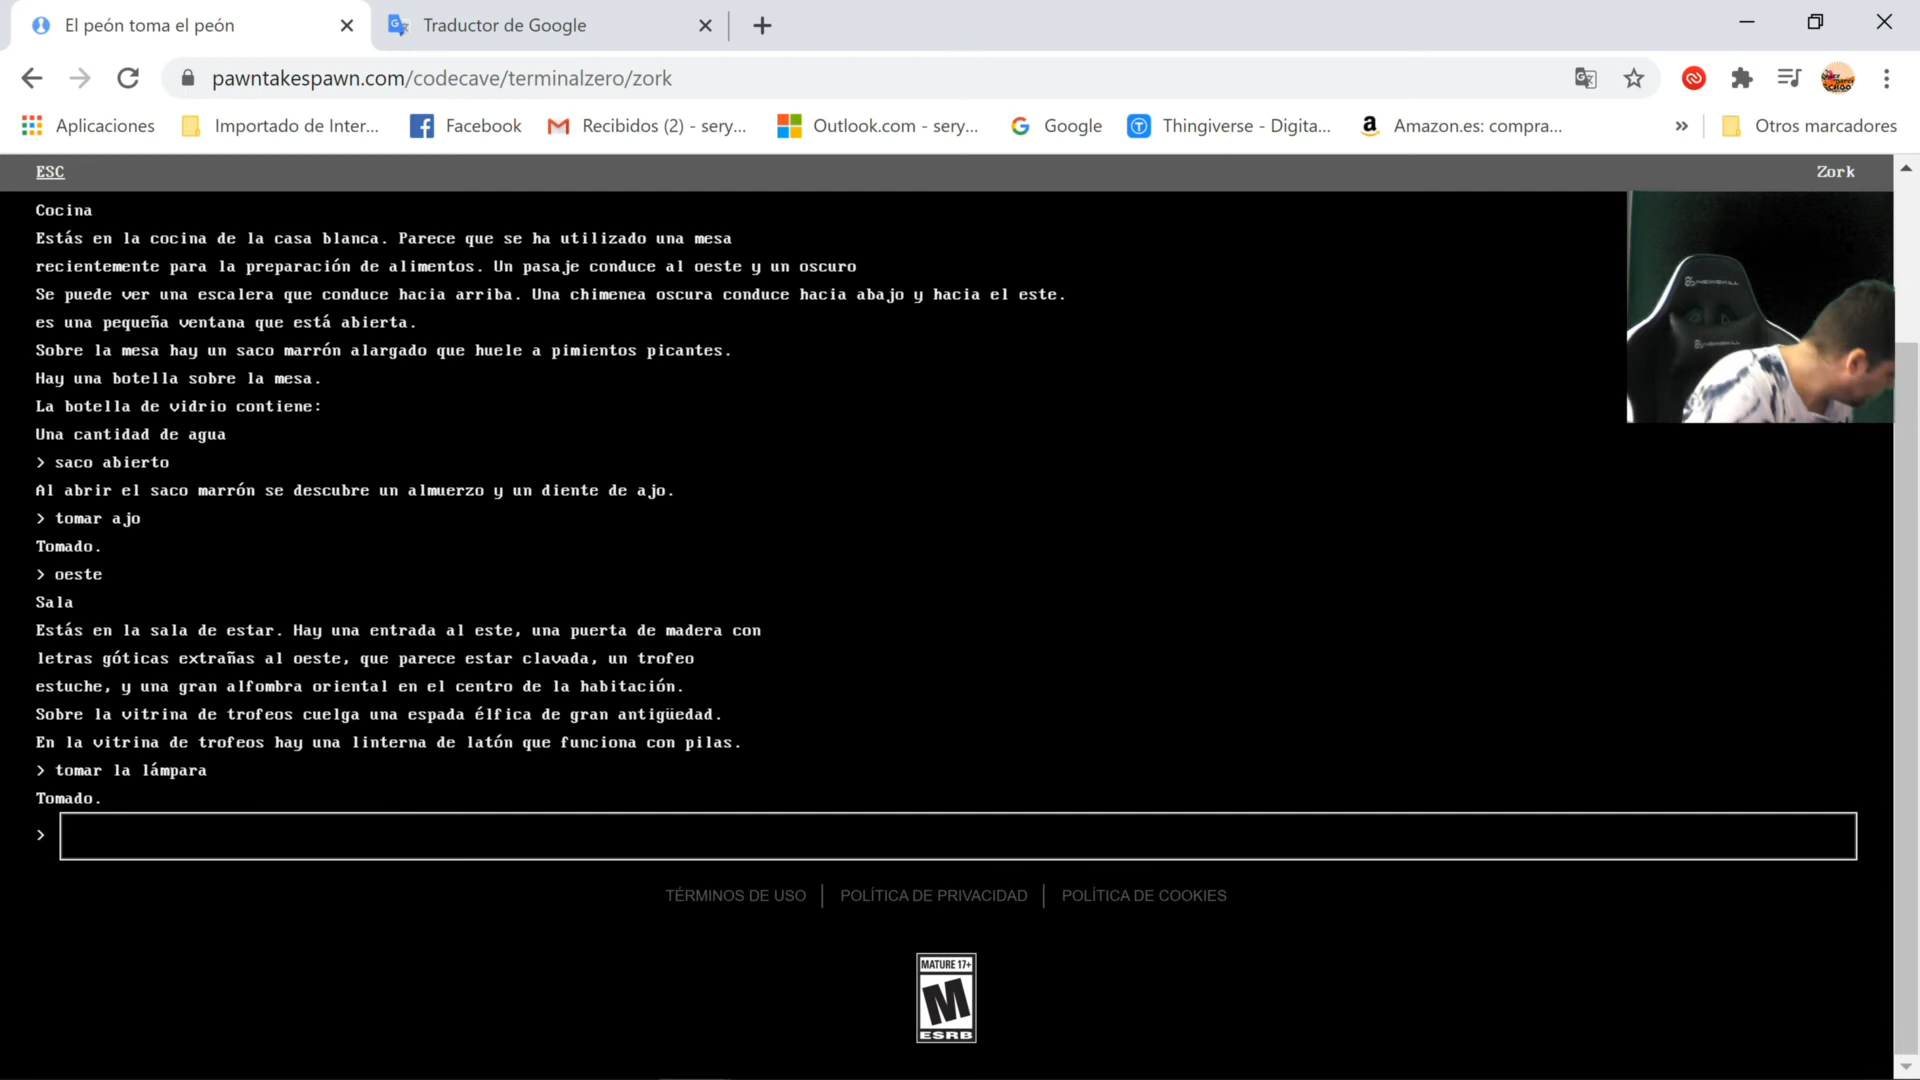 El peón toma el peón
Traductor de Google
pawntakespawn.com/codecave/terminalzero/zork
Aplicaciones
Importado de Inter...
Facebook
Recibidos (2) - sery...
Outlook.com - sery...
Google
Thingiverse - Digita...
Amazon.es: compra...
»
Otros marcadores
ESC
Zork
Cocina
Estás en la cocina de la casa blanca. Parece que se ha utilizado una mesa
recientemente para la preparación de alimentos. Un pasaje conduce al oeste y un oscuro
Se puede ver una escalera que conduce hacia arriba. Una chimenea oscura conduce hacia abajo y hacia el este.
es una pequeña ventana que está abierta.
Sobre la mesa hay un saco marrón alargado que huele a pimientos picantes.
Hay una botella sobre la mesa.
La botella de vidrio contiene:
Una cantidad de agua
> saco abierto
Al abrir el saco marrón se descubre un almuerzo y un diente de ajo.
> tomar ajo
Tomado.
> oeste
Sala
Estás en la sala de estar. Hay una entrada al este, una puerta de madera con
letras góticas extrañas al oeste, que parece estar clavada, un trofeo
estuche, y una gran alfombra oriental en el centro de la habitación.
Sobre la vitrina de trofeos cuelga una espada élfica de gran antigüedad.
En la vitrina de trofeos hay una linterna de latón que funciona con pilas.
> tomar la lámpara
Tomado.
>
TÉRMINOS DE USO
POLÍTICA DE PRIVACIDAD
POLÍTICA DE COOKIES
MATURE 17+
M
ESRB